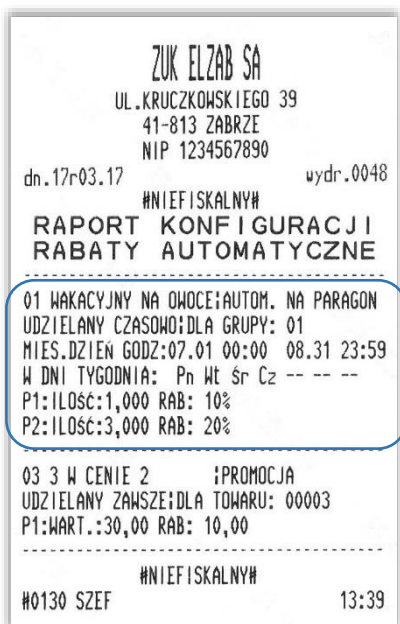 ZUK ELZAB SA
UL.KRUCZKOWSKIEGO 39
41-813 ZABRZE
NIP 1234567890
dn.17r03.17 wydr.0048
#NIEFISKALNY#
RAPORT KONFIGURACJI
RABATY AUTOMATYCZNE
01 WAKACYJNY NA OWOCE¦AUTOM. NA PARAGON
UDZIELANY CZASOWO¦DLA GRUPY: 01
MIES.DZIEŃ GODZ:07.01 00:00 08.31 23:59
W DNI TYGODNIA: Pn Wt Śr Cz -- -- --
P1:ILOŚĆ:1,000 RAB: 10%
P2:ILOŚĆ:3,000 RAB: 20%
03 3 W CENIE 2 ¦PROMOCJA
UDZIELANY ZAWSZE¦DLA TOWARU: 00003
P1:WART.:30,00 RAB: 10,00
#NIEFISKALNY#
#0130 SZEF 13:39